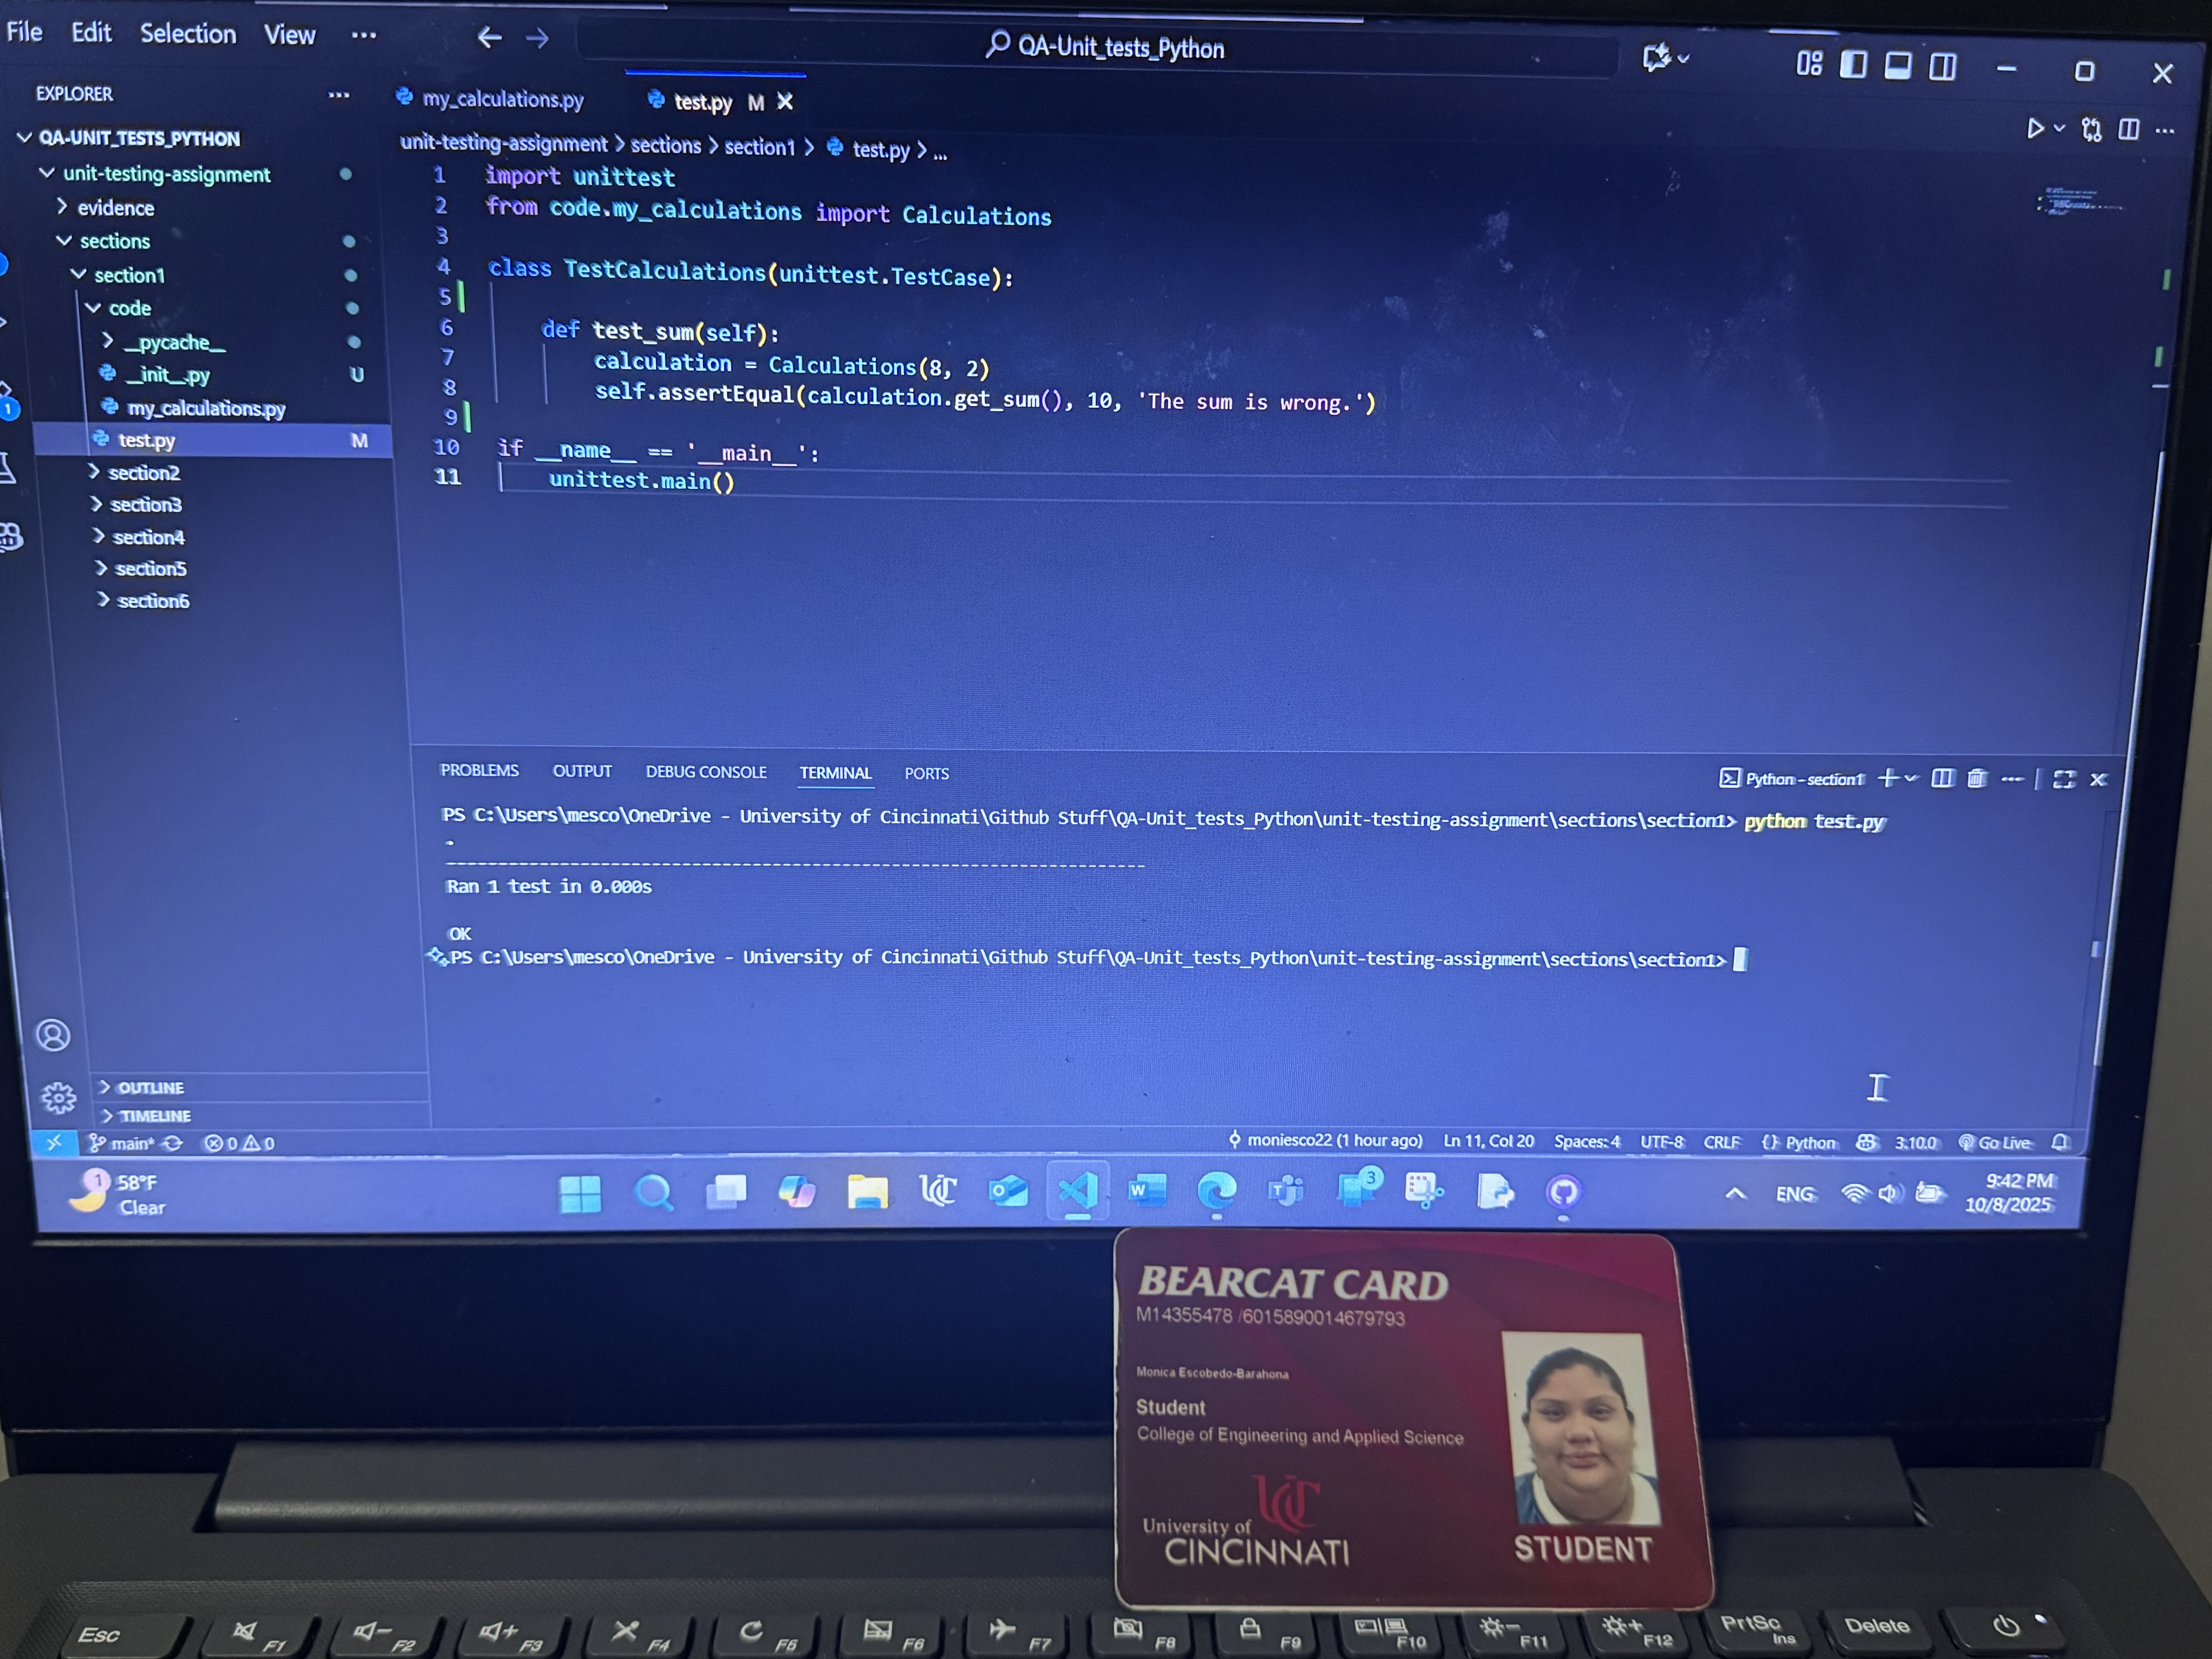 File Edit Selection View ...
QA-Unit_tests_Python
EXPLORER ...
my_calculations.py
test.py M
QA-UNIT_TESTS_PYTHON
unit-testing-assignment
evidence
sections
section1
code
__pycache__
__init__.py U
my_calculations.py
test.py M
section2
section3
section4
section5
section6
OUTLINE
TIMELINE
unit-testing-assignment > sections > section1 > test.py > ...
1 import unittest
2 from code.my_calculations import Calculations
3
4 class TestCalculations(unittest.TestCase):
5
6 def test_sum(self):
7 calculation = Calculations(8, 2)
8 self.assertEqual(calculation.get_sum(), 10, 'The sum is wrong.')
9
10 if __name__ == '__main__':
11 unittest.main()
PROBLEMS OUTPUT DEBUG CONSOLE TERMINAL PORTS
Python - section1
PS C:\Users\mesco\OneDrive - University of Cincinnati\Github Stuff\QA-Unit_tests_Python\unit-testing-assignment\sections\section1> python test.py
.
----------------------------------------------------------------------
Ran 1 test in 0.000s
OK
PS C:\Users\mesco\OneDrive - University of Cincinnati\Github Stuff\QA-Unit_tests_Python\unit-testing-assignment\sections\section1>
1
main* 0 0
moniesco22 (1 hour ago) Ln 11, Col 20 Spaces: 4 UTF-8 CRLF {} Python 3.10.0 Go Live
1
58°F
Clear
UC
W
T
3
ENG
9:42 PM
10/8/2025
BEARCAT CARD
M14355478 /6015890014679793
Monica Escobedo-Barahona
Student
College of Engineering and Applied Science
UC
University of
CINCINNATI
STUDENT
Esc F1 F2 F3 F4 F5 F6 F7 F8 F9 F10 F11 F12 PrtSc Ins Delete